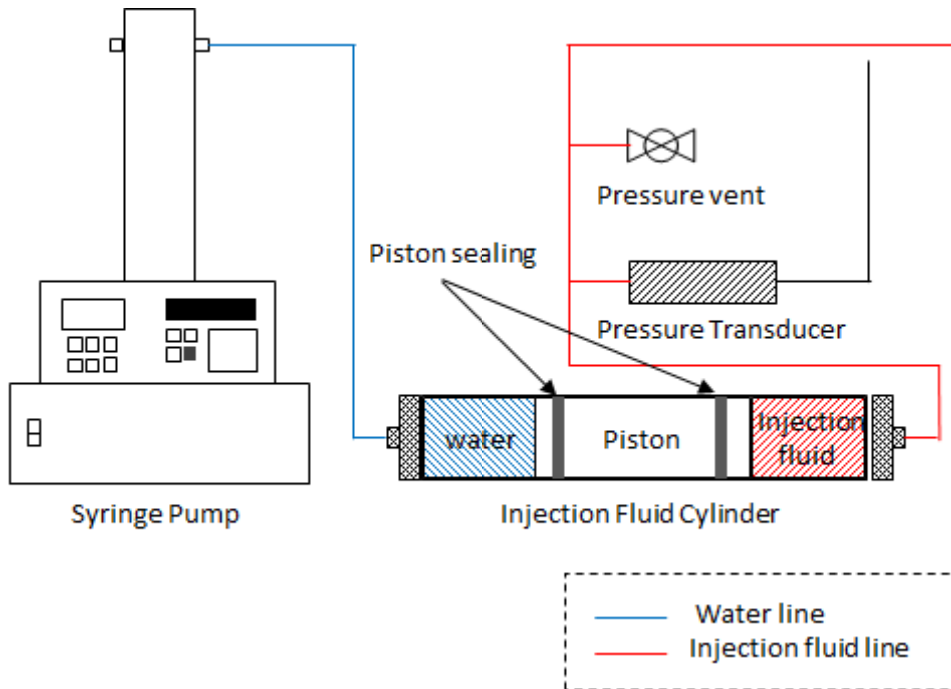 Pressure vent
Piston sealing
Pressure Transducer
water
Piston
Injection
fluid
Syringe Pump
Injection Fluid Cylinder
Water line
Injection fluid line